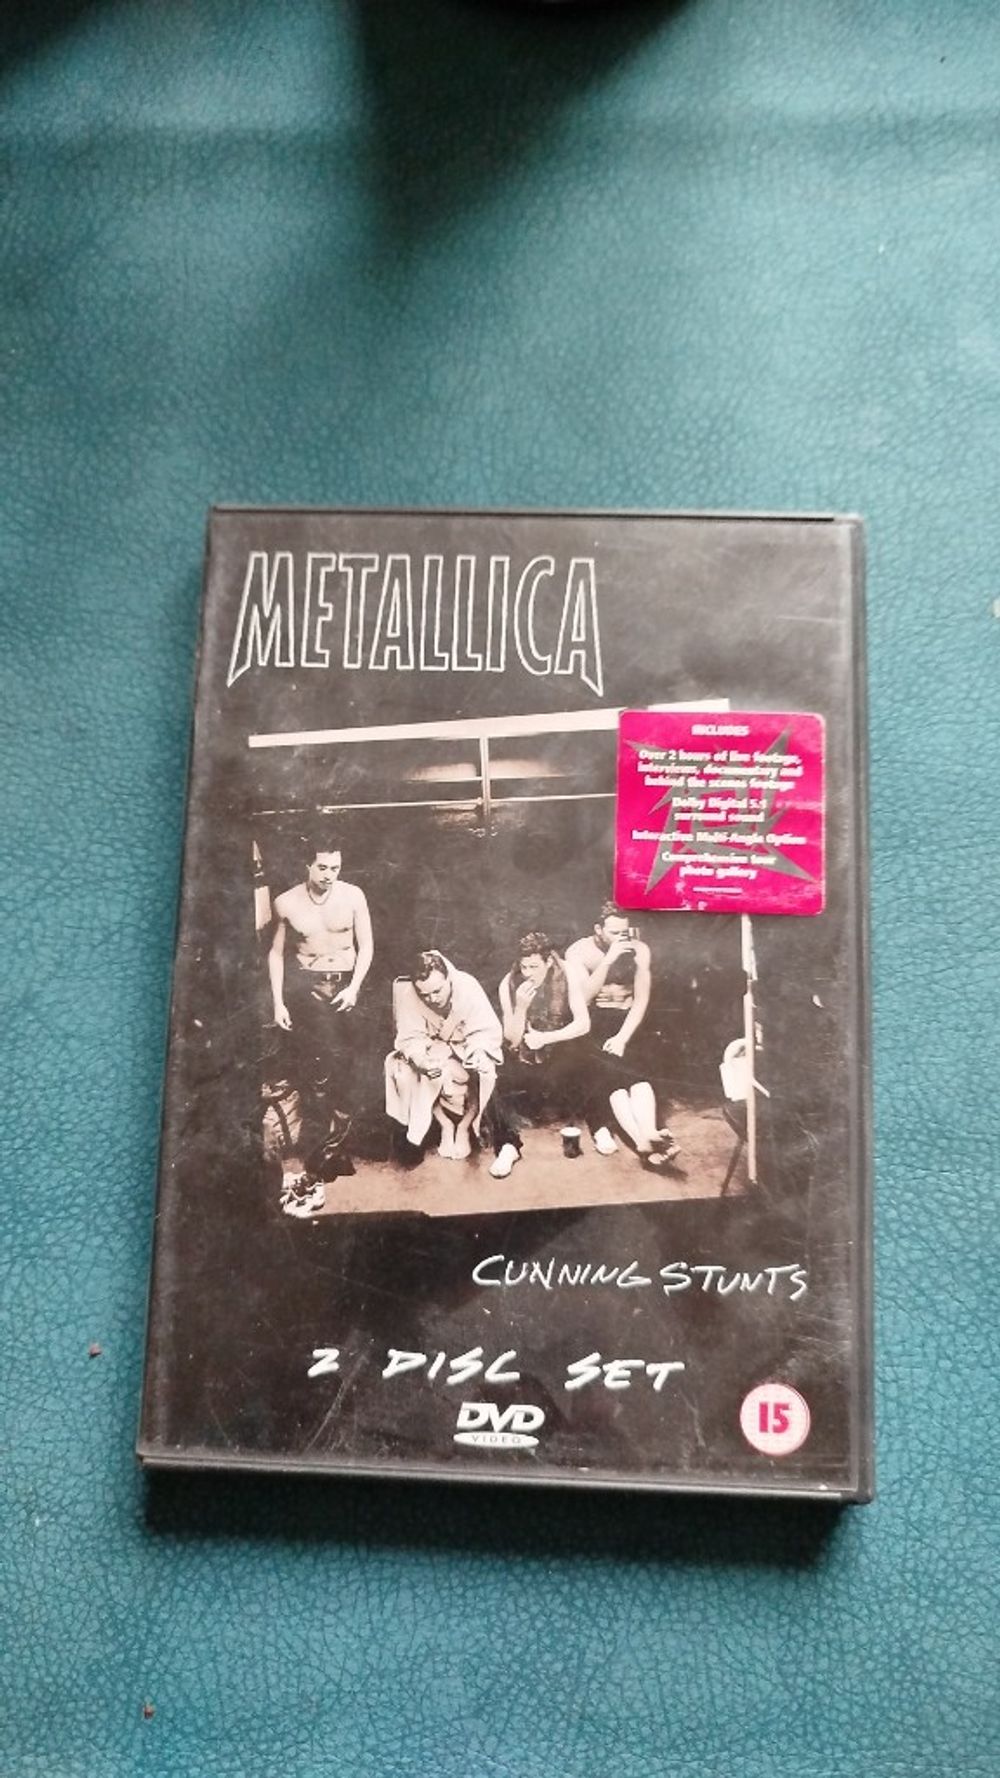 METALLICA
INCLUDES
Over 2 hours of live footage,
interviews, documentary and
behind the scenes footage
Dolby Digital 5.1
surround sound
Interactive Multi-Angle Option
Comprehensive tour
photo gallery
CUNNING STUNTS
2 DISC SET
DVD
VIDEO
15